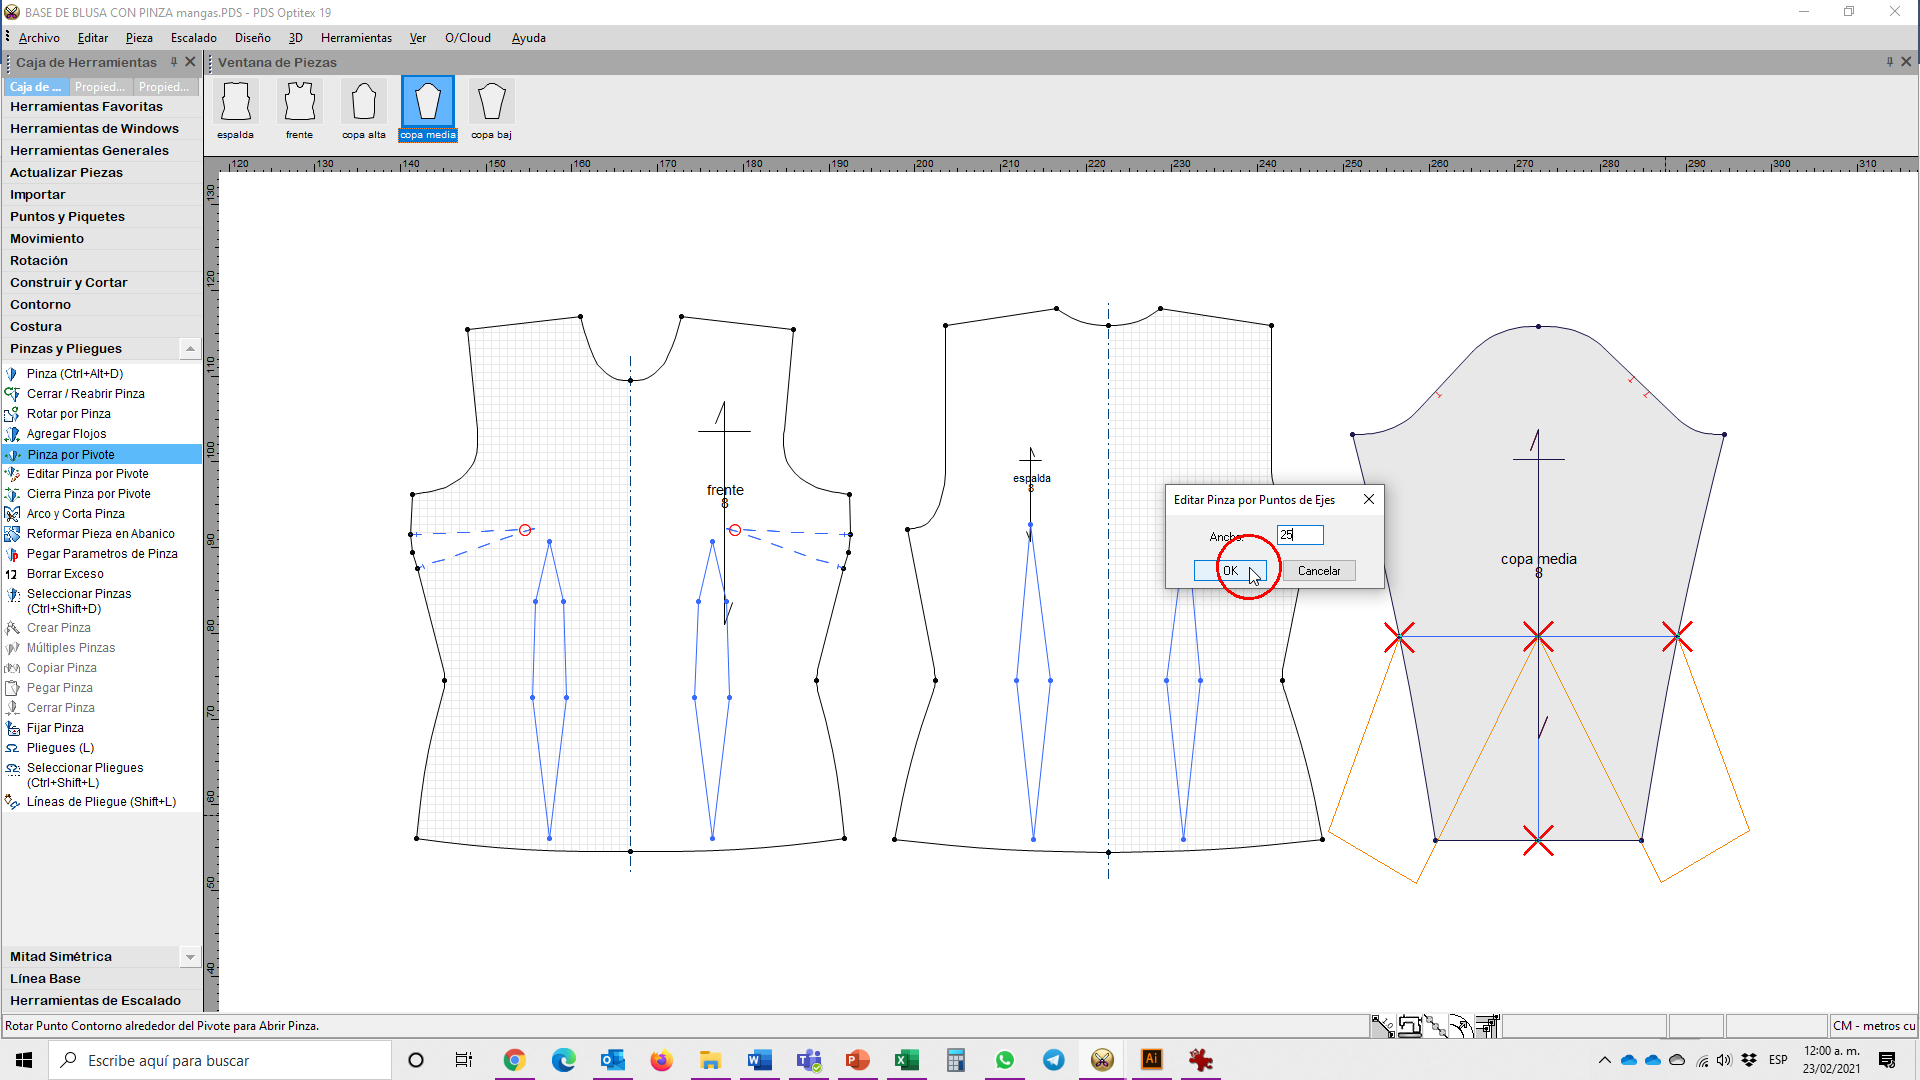 BASE DE BLUSA CON PINZA mangas.PDS - PDS Optitex 19
Archivo Editar Pieza Escalado Diseño 3D Herramientas Ver O/Cloud Ayuda
Caja de Herramientas
Ventana de Piezas
Caja de ... Propied... Propied...
Herramientas Favoritas
Herramientas de Windows
Herramientas Generales
Actualizar Piezas
Importar
Puntos y Piquetes
Movimiento
Rotación
Construir y Cortar
Contorno
Costura
Pinzas y Pliegues
Pinza (Ctrl+Alt+D)
Cerrar / Reabrir Pinza
Rotar por Pinza
Agregar Flojos
Pinza por Pivote
Editar Pinza por Pivote
Cierra Pinza por Pivote
Arco y Corta Pinza
Reformar Pieza en Abanico
Pegar Parametros de Pinza
Borrar Exceso
Seleccionar Pinzas
(Ctrl+Shift+D)
Crear Pinza
Múltiples Pinzas
Copiar Pinza
Pegar Pinza
Cerrar Pinza
Fijar Pinza
Pliegues (L)
Seleccionar Pliegues
(Ctrl+Shift+L)
Líneas de Pliegue (Shift+L)
Mitad Simétrica
Línea Base
Herramientas de Escalado
espalda frente copa alta copa media copa baj
120 130 140 150 160 170 180 190 200 210 220 230 240 250 260 270 280 290 300 310
130
120
110
100
90
80
70
60
50
40
frente
8
espalda
8
copa media
8
Editar Pinza por Puntos de Ejes
Ancho: 25
OK Cancelar
Rotar Punto Contorno alrededor del Pivote para Abrir Pinza.
CM - metros cu
Escribe aquí para buscar
ESP
12:00 a. m.
23/02/2021